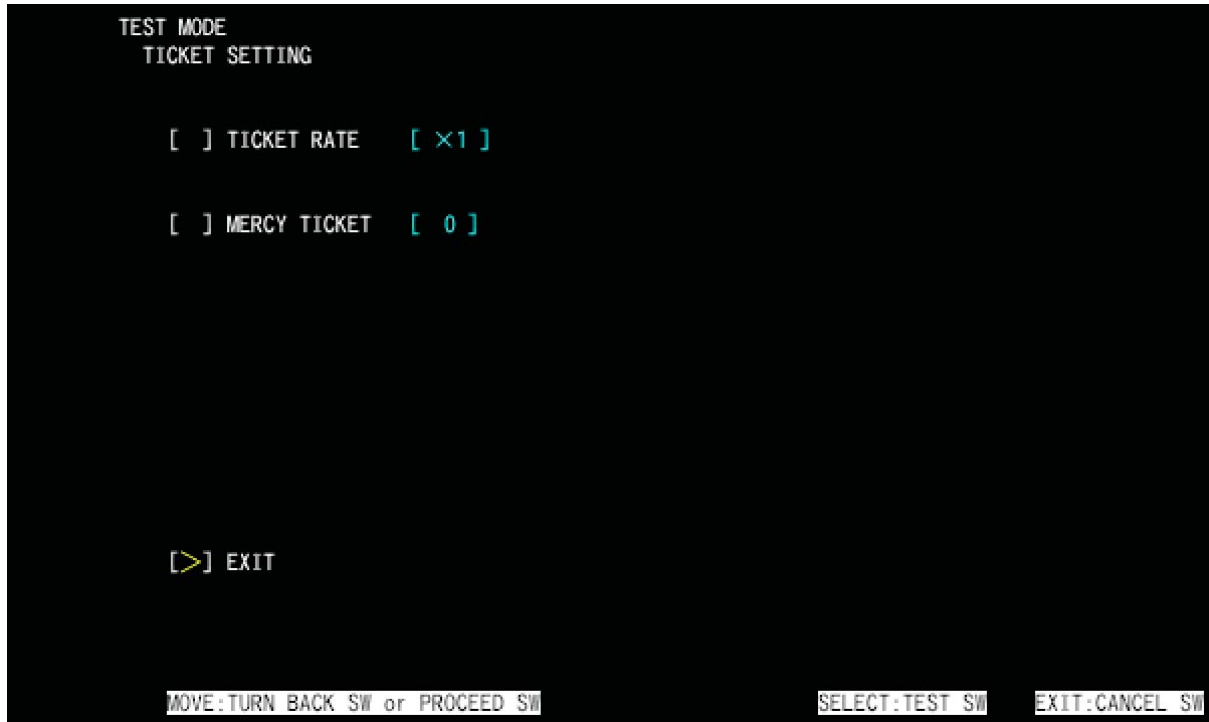 TEST MODE
TICKET SETTING
[ ] TICKET RATE [ ×1 ]
[ ] MERCY TICKET [ 0 ]
[>] EXIT
MOVE:TURN BACK SW or PROCEED SW SELECT:TEST SW EXIT:CANCEL SW